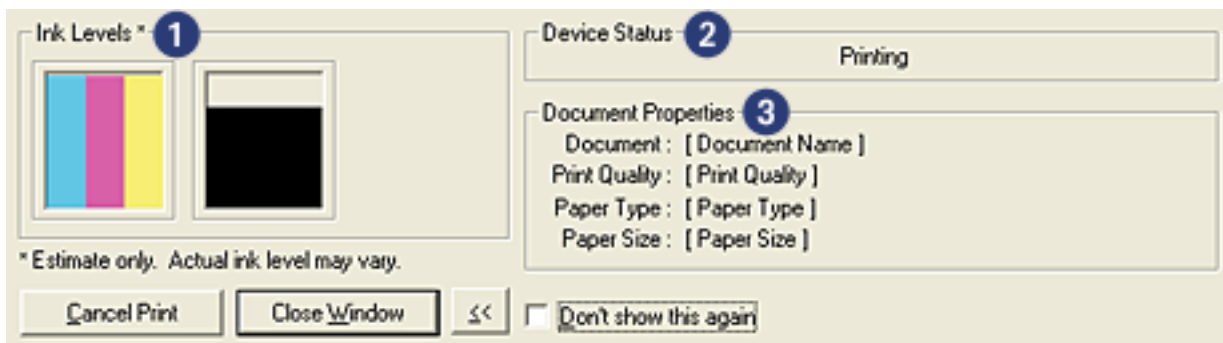 Ink Levels * 1
Device Status 2
Printing
Document Properties 3
Document : [ Document Name ]
Print Quality : [ Print Quality ]
Paper Type : [ Paper Type ]
Paper Size : [ Paper Size ]
* Estimate only. Actual ink level may vary.
Cancel Print
Close Window
<<
Don't show this again